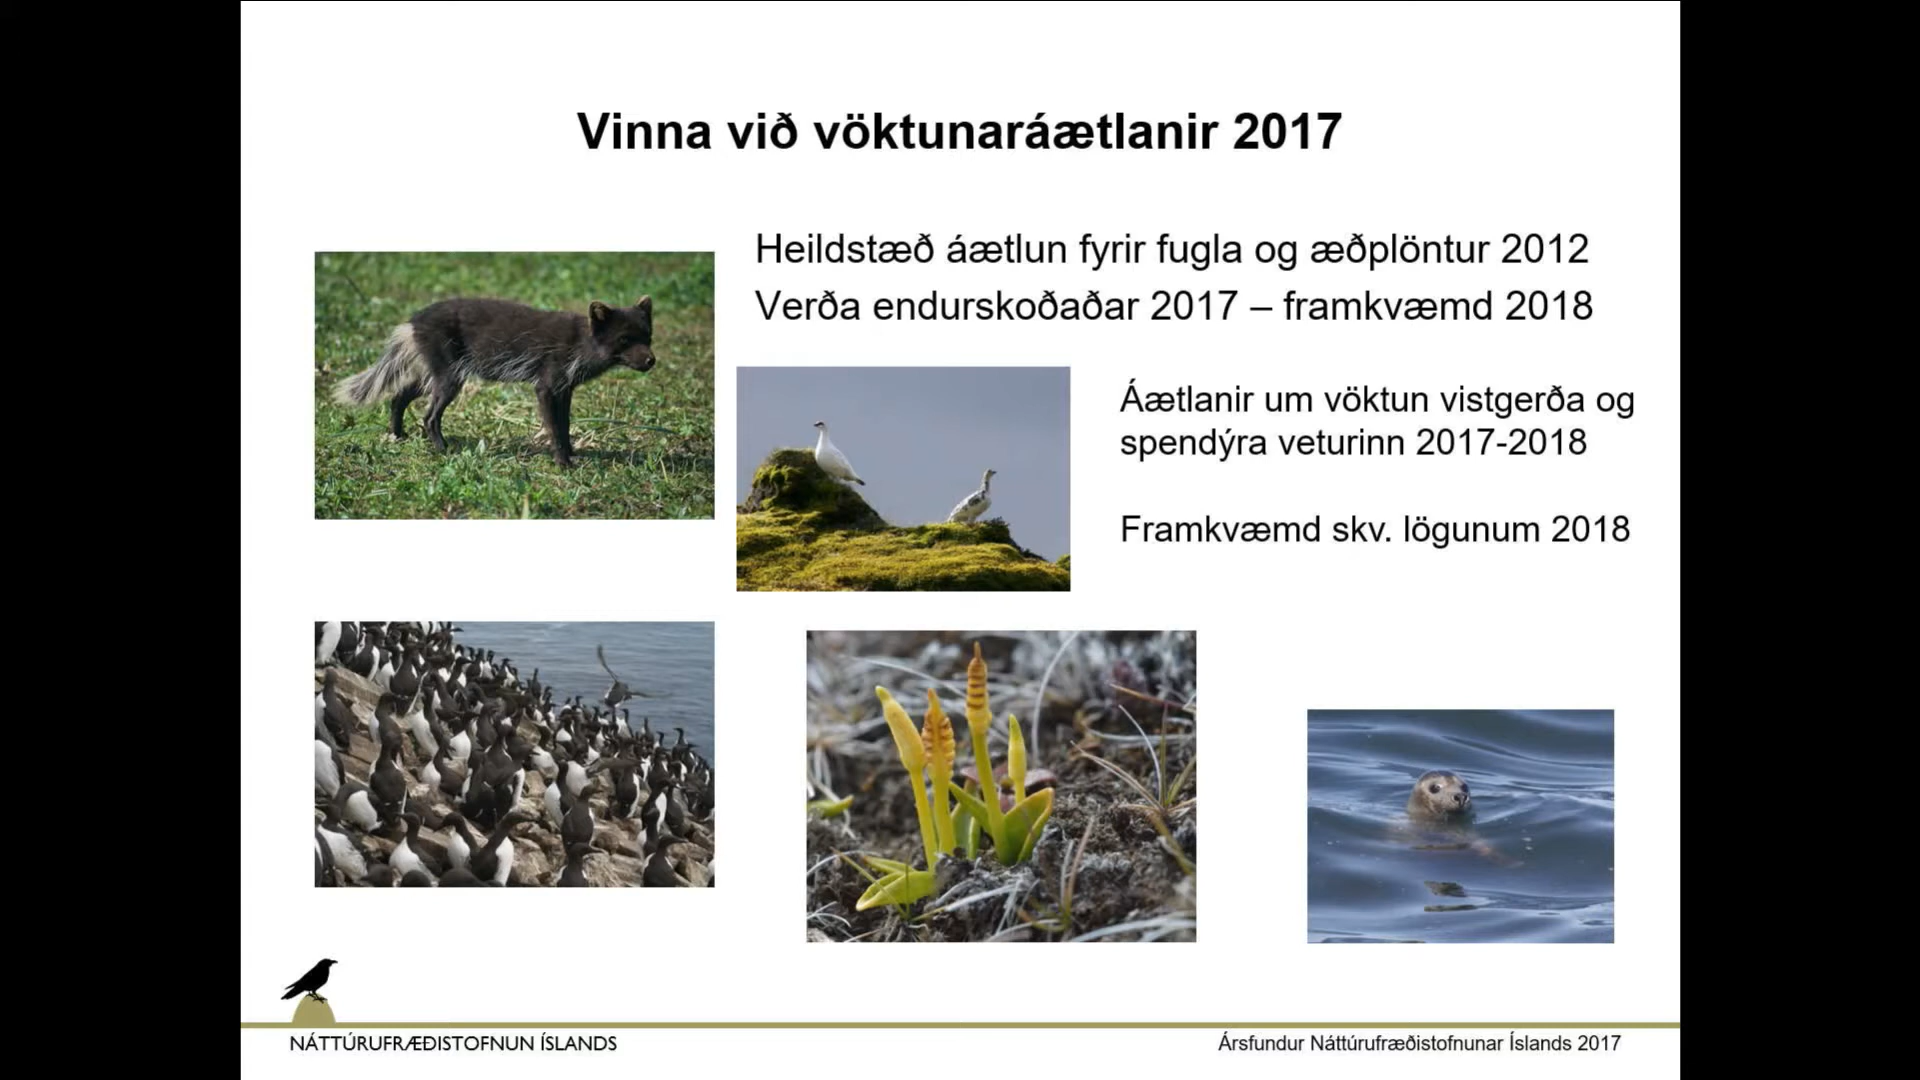 Vinna við vöktunaráætlanir 2017
Heildstæð áætlun fyrir fugla og æðplöntur 2012
Verða endurskoðaðar 2017 – framkvæmd 2018
Áætlanir um vöktun vistgerða og
spendýra veturinn 2017-2018
Framkvæmd skv. lögunum 2018
NÁTTÚRUFRÆÐISTOFNUN ÍSLANDS
Ársfundur Náttúrufræðistofnunar Íslands 2017